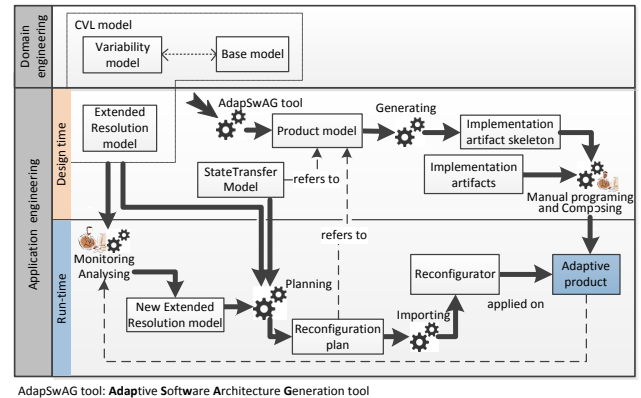 Domain
engineering
CVL model
Variability
model
Base model
Application engineering
Design time
Extended
Resolution
model
AdapSwAG tool
Product model
Generating
Implementation
artifact skeleton
StateTransfer
Model
refers to
Implementation
artifacts
Manual programing
and Composing
Run-time
refers to
Monitoring
Analysing
Planning
Reconfigurator
applied on
Adaptive
product
New Extended
Resolution model
Reconfiguration
plan
Importing
AdapSwAG tool: Adaptive Software Architecture Generation tool